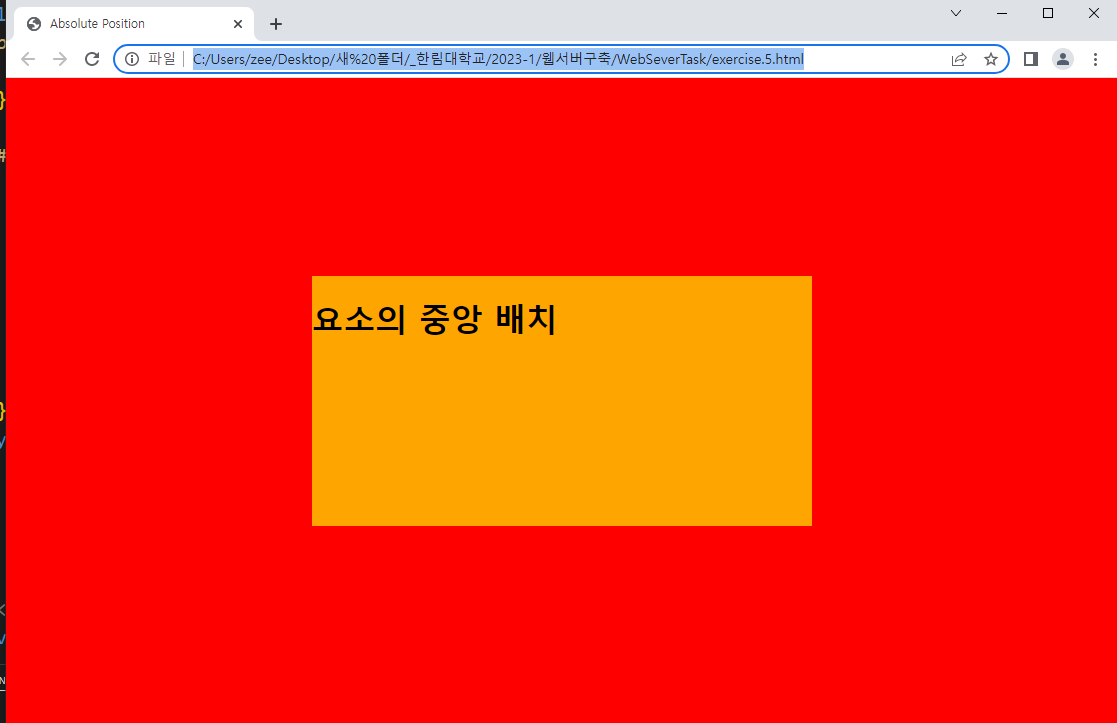 Absolute Position
파일 C:/Users/zee/Desktop/새%20폴더/_한림대학교/2023-1/웹서버구축/WebSeverTask/exercise.5.html
요소의 중앙 배치